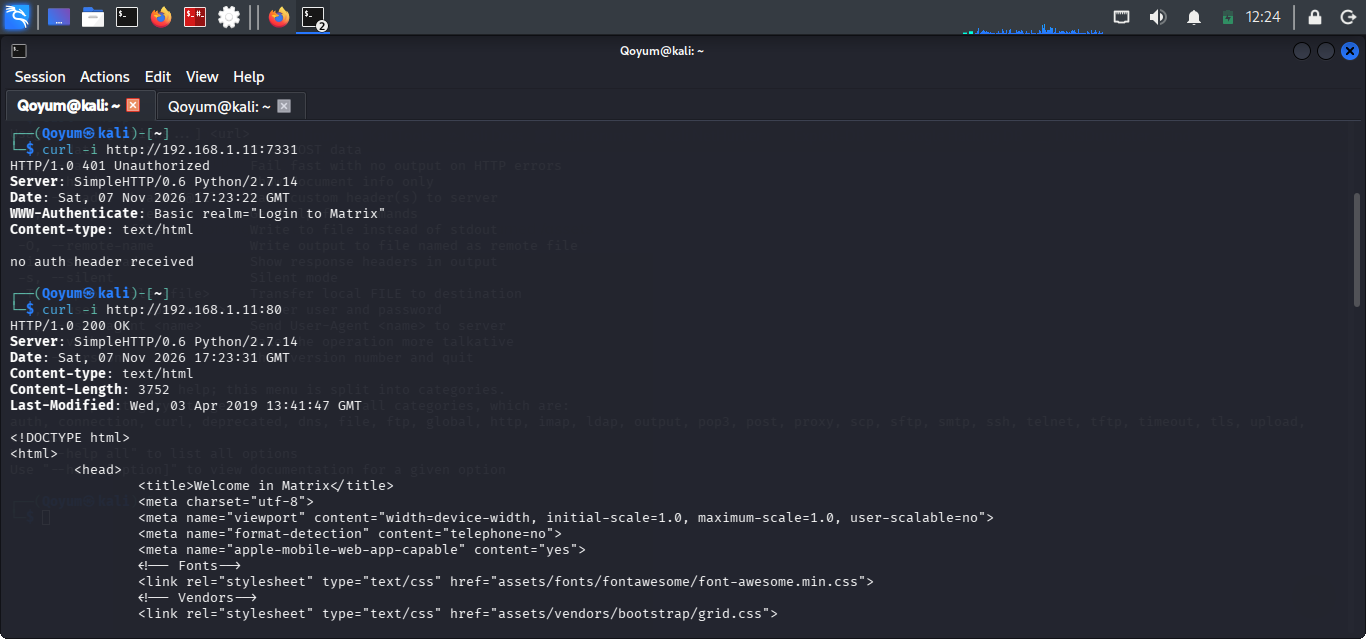 12:24
Qoyum@kali: ~
Session Actions Edit View Help
Qoyum@kali: ~ Qoyum@kali: ~
┌──(Qoyum㉿kali)-[~]
└─$ curl -i http://192.168.1.11:7331
HTTP/1.0 401 Unauthorized
Server: SimpleHTTP/0.6 Python/2.7.14
Date: Sat, 07 Nov 2026 17:23:22 GMT
WWW-Authenticate: Basic realm="Login to Matrix"
Content-type: text/html
no auth header received
┌──(Qoyum㉿kali)-[~]
└─$ curl -i http://192.168.1.11:80
HTTP/1.0 200 OK
Server: SimpleHTTP/0.6 Python/2.7.14
Date: Sat, 07 Nov 2026 17:23:31 GMT
Content-type: text/html
Content-Length: 3752
Last-Modified: Wed, 03 Apr 2019 13:41:47 GMT
<!DOCTYPE html>
<html>
<head>
<title>Welcome in Matrix</title>
<meta charset="utf-8">
<meta name="viewport" content="width=device-width, initial-scale=1.0, maximum-scale=1.0, user-scalable=no">
<meta name="format-detection" content="telephone=no">
<meta name="apple-mobile-web-app-capable" content="yes">
<!-- Fonts-->
<link rel="stylesheet" type="text/css" href="assets/fonts/fontawesome/font-awesome.min.css">
<!-- Vendors-->
<link rel="stylesheet" type="text/css" href="assets/vendors/bootstrap/grid.css">